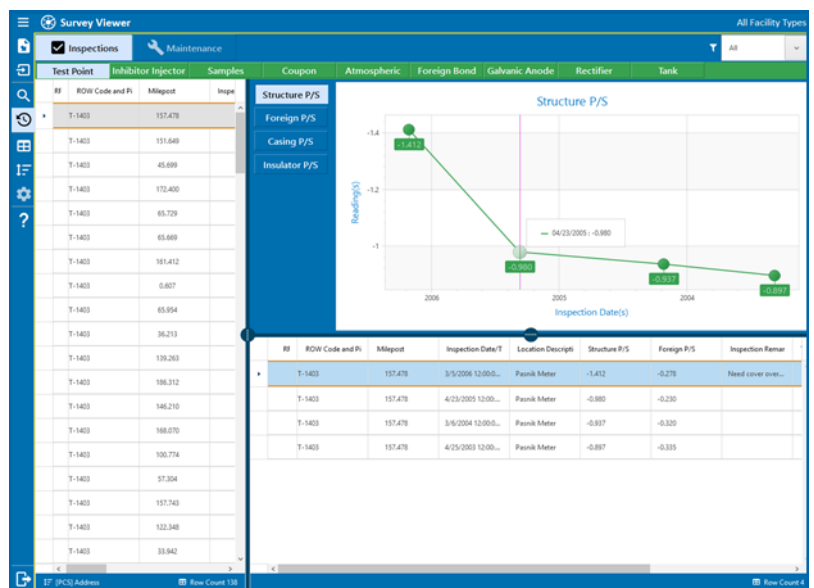 Survey Viewer
All Facility Types
Inspections
Maintenance
All
Test Point Inhibitor Injector Samples Coupon Atmospheric Foreign Bond Galvanic Anode Rectifier Tank
RI ROW Code and Pi Milepost Inspe
T-1403 157.478
T-1403 151.649
T-1403 45.699
T-1403 172.400
T-1403 65.729
T-1403 65.669
T-1403 161.412
T-1403 0.607
T-1403 65.954
T-1403 36.213
T-1403 139.263
T-1403 186.312
T-1403 146.210
T-1403 168.070
T-1403 100.774
T-1403 57.304
T-1403 157.743
T-1403 122.348
T-1403 33.942
[PCS] Address
Row Count 138
Structure P/S
Foreign P/S
Casing P/S
Insulator P/S
Structure P/S
Reading(s)
-1.4
-1.2
-1
-1.412
-0.980
-0.937
-0.897
04/23/2005 : -0.980
2006 2005 2004
Inspection Date(s)
RI ROW Code and Pi Milepost Inspection Date/T Location Descripti Structure P/S Foreign P/S Inspection Remar
T-1403 157.478 3/5/2006 12:00:0... Pasnik Meter -1.412 -0.278 Need cover over...
T-1403 157.478 4/23/2005 12:00:... Pasnik Meter -0.980 -0.230
T-1403 157.478 3/6/2004 12:00:0... Pasnik Meter -0.937 -0.320
T-1403 157.478 4/25/2003 12:00:... Pasnik Meter -0.897 -0.335
Row Count 4